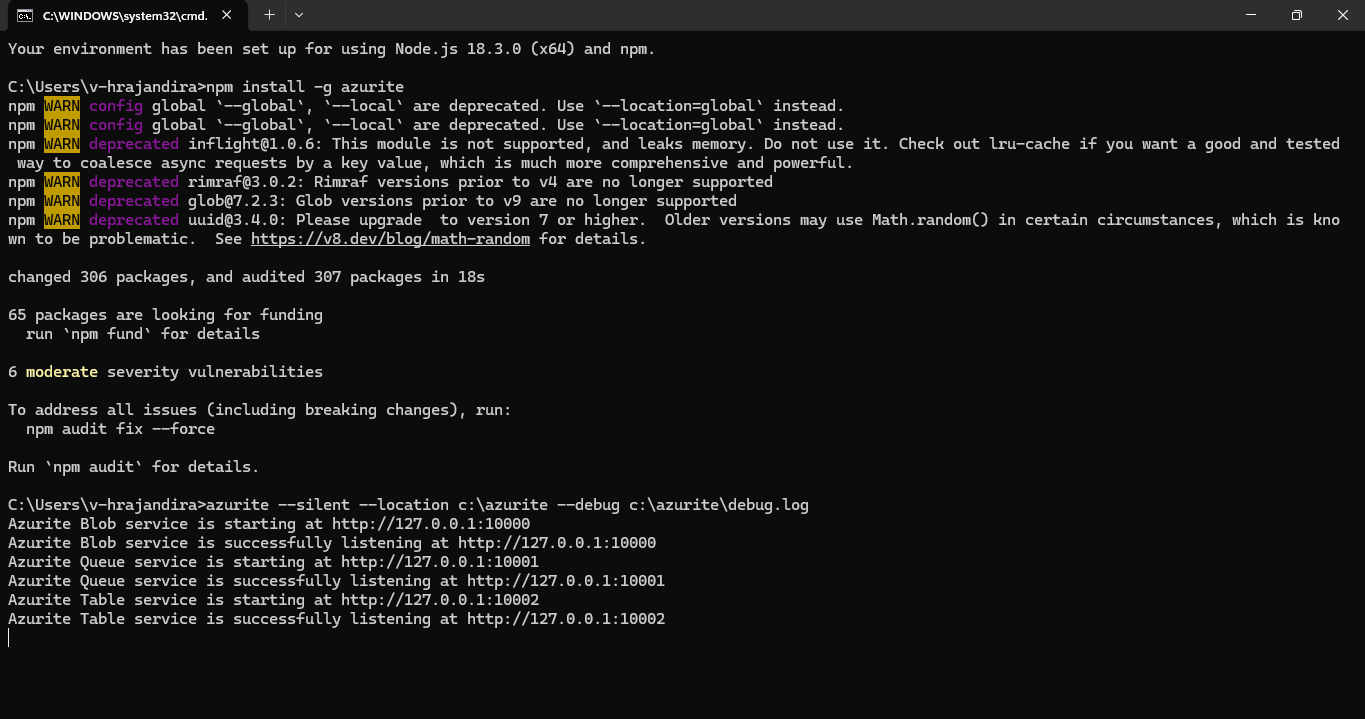 C:\WINDOWS\system32\cmd.
Your environment has been set up for using Node.js 18.3.0 (x64) and npm.
C:\Users\v-hrajandira>npm install -g azurite
npm WARN config global `--global`, `--local` are deprecated. Use `--location=global` instead.
npm WARN config global `--global`, `--local` are deprecated. Use `--location=global` instead.
npm WARN deprecated inflight@1.0.6: This module is not supported, and leaks memory. Do not use it. Check out lru-cache if you want a good and tested
 way to coalesce async requests by a key value, which is much more comprehensive and powerful.
npm WARN deprecated rimraf@3.0.2: Rimraf versions prior to v4 are no longer supported
npm WARN deprecated glob@7.2.3: Glob versions prior to v9 are no longer supported
npm WARN deprecated uuid@3.4.0: Please upgrade  to version 7 or higher.  Older versions may use Math.random() in certain circumstances, which is kno
wn to be problematic.  See https://v8.dev/blog/math-random for details.
changed 306 packages, and audited 307 packages in 18s
65 packages are looking for funding
  run `npm fund` for details
6 moderate severity vulnerabilities
To address all issues (including breaking changes), run:
  npm audit fix --force
Run `npm audit` for details.
C:\Users\v-hrajandira>azurite --silent --location c:\azurite --debug c:\azurite\debug.log
Azurite Blob service is starting at http://127.0.0.1:10000
Azurite Blob service is successfully listening at http://127.0.0.1:10000
Azurite Queue service is starting at http://127.0.0.1:10001
Azurite Queue service is successfully listening at http://127.0.0.1:10001
Azurite Table service is starting at http://127.0.0.1:10002
Azurite Table service is successfully listening at http://127.0.0.1:10002